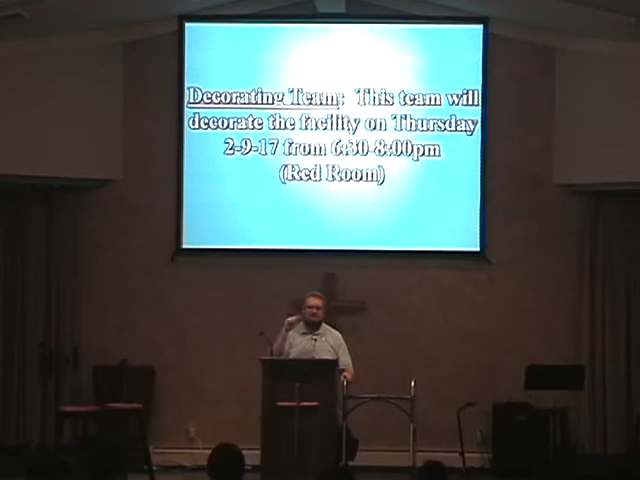 Decorating Team:  This team will
decorate the facility on Thursday
2-9-17 from 6:30-8:00pm
(Red Room)